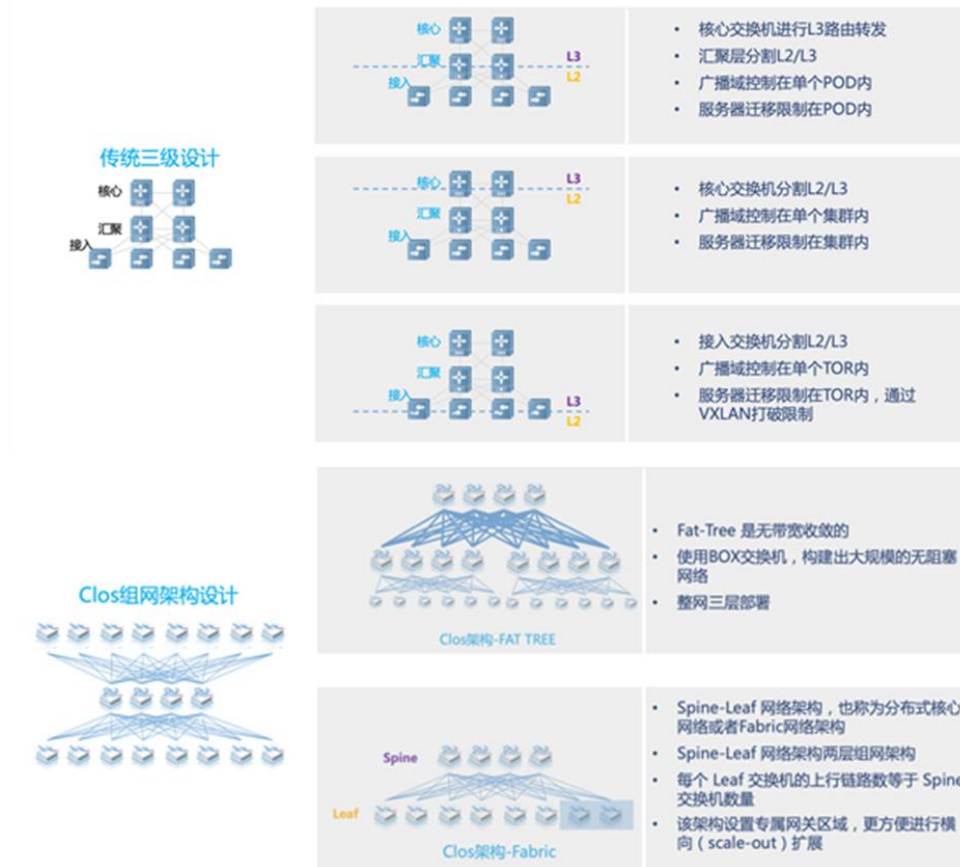 核心
汇聚
接入
L3
L2
• 核心交换机进行L3路由转发
• 汇聚层分割L2/L3
• 广播域控制在单个POD内
• 服务器迁移限制在POD内
传统三级设计
核心
汇聚
接入
核心
汇聚
接入
L3
L2
• 核心交换机分割L2/L3
• 广播域控制在单个集群内
• 服务器迁移限制在集群内
核心
汇聚
接入
L3
L2
• 接入交换机分割L2/L3
• 广播域控制在单个TOR内
• 服务器迁移限制在TOR内，通过
VXLAN打破限制
Clos组网架构设计
Clos架构-FAT TREE
• Fat-Tree 是无带宽收敛的
• 使用BOX交换机，构建出大规模的无阻塞
网络
• 整网三层部署
Spine
Leaf
Clos架构-Fabric
• Spine-Leaf 网络架构，也称为分布式核心
网络或者Fabric网络架构
• Spine-Leaf 网络架构两层组网架构
• 每个 Leaf 交换机的上行链路数等于 Spine
交换机数量
• 该架构设置专属网关区域，更方便进行横
向（scale-out）扩展